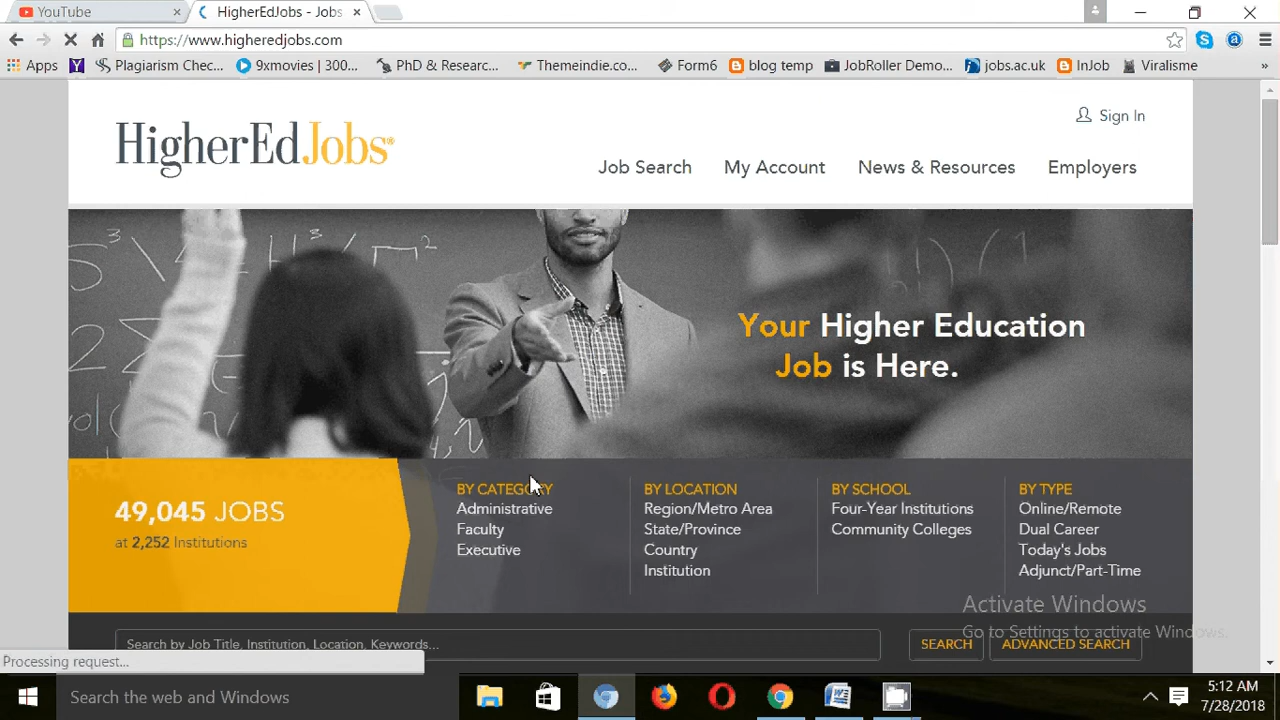 YouTube
HigherEdJobs - Jobs
https://www.higheredjobs.com
Apps
Plagiarism Chec...
9xmovies | 300...
PhD & Researc...
Themeindie.co...
Form6
blog temp
JobRoller Demo...
jobs.ac.uk
InJob
Viralisme
»
Sign In
HigherEdJobs®
Job Search
My Account
News & Resources
Employers
Your Higher Education
Job is Here.
49,045 JOBS
at 2,252 Institutions
BY CATEGORY
Administrative
Faculty
Executive
BY LOCATION
Region/Metro Area
State/Province
Country
Institution
BY SCHOOL
Four-Year Institutions
Community Colleges
BY TYPE
Online/Remote
Dual Career
Today's Jobs
Adjunct/Part-Time
Activate Windows
Go to Settings to activate Windows.
Search by Job Title, Institution, Location, Keywords...
SEARCH
ADVANCED SEARCH
Processing request...
Search the web and Windows
5:12 AM
7/28/2018